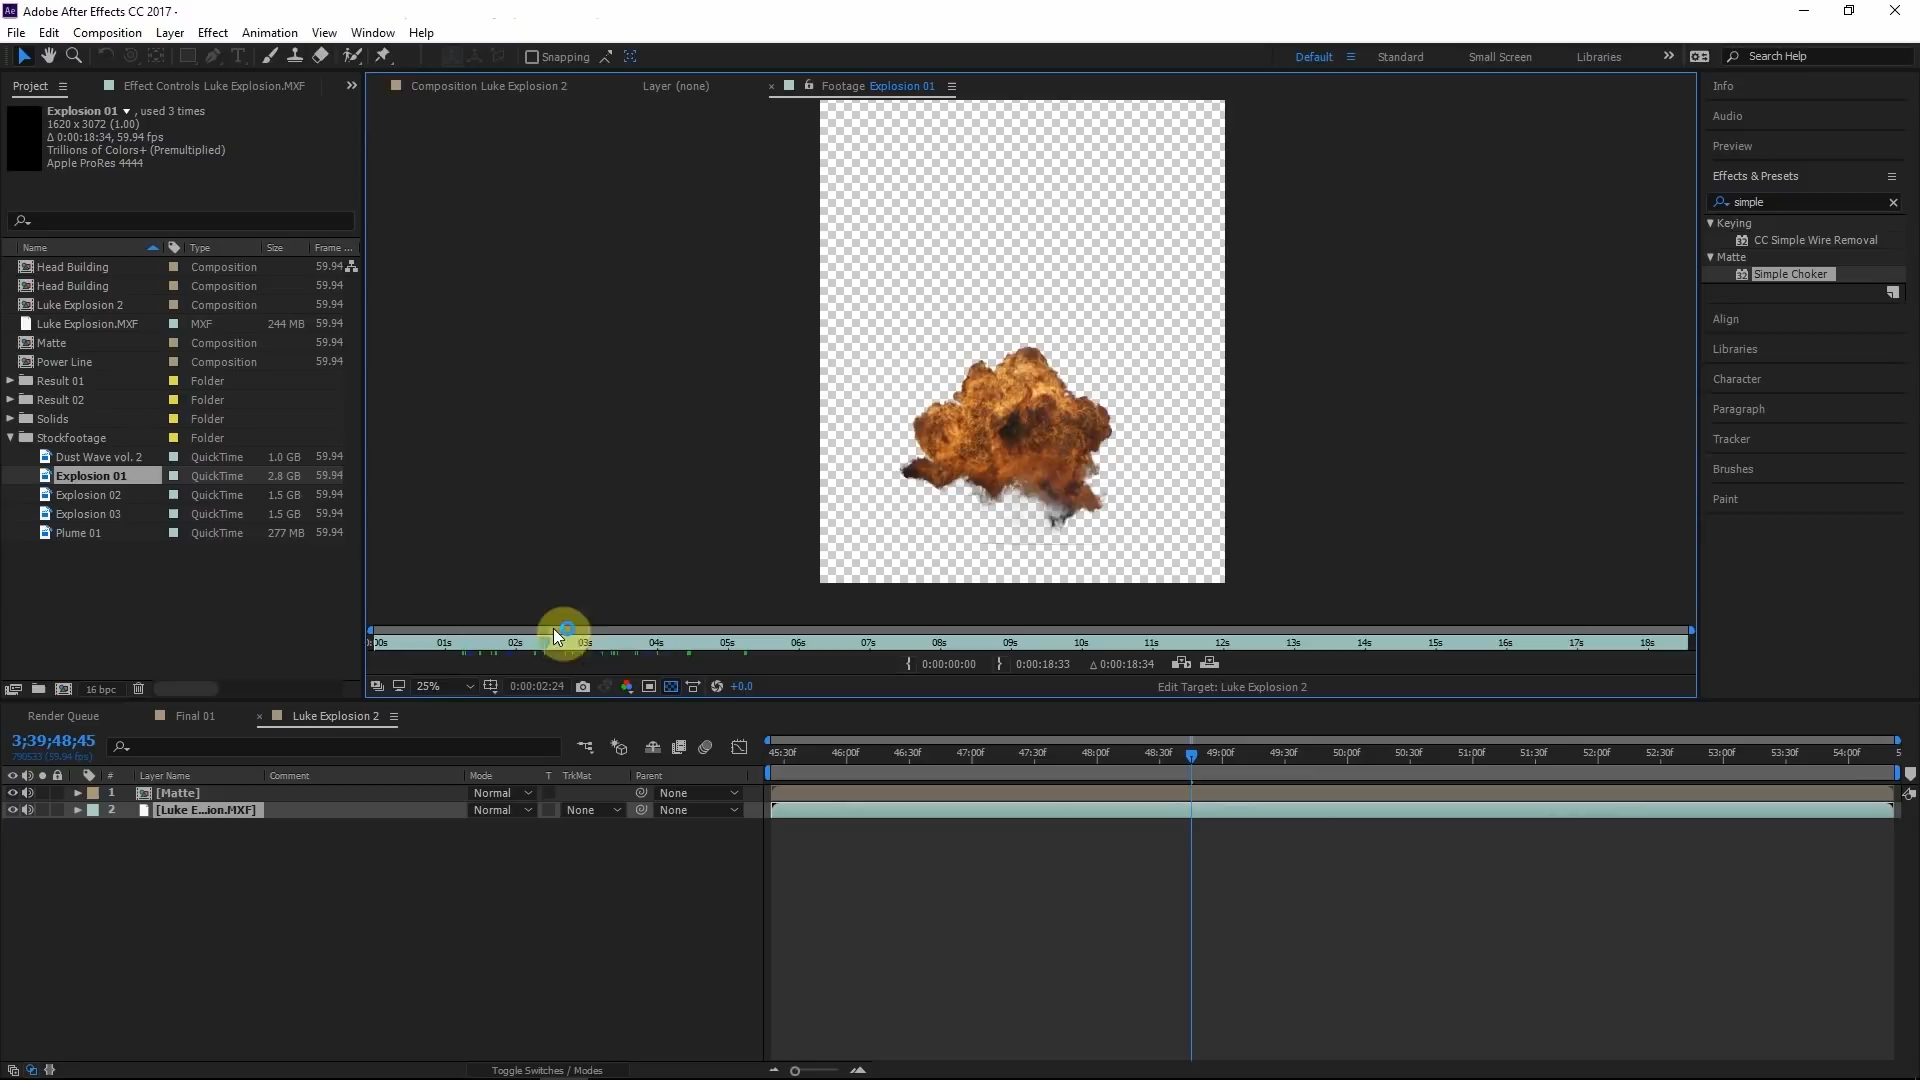 Ae Adobe After Effects CC 2017 -
File Edit Composition Layer Effect Animation View Window Help
Snapping Default Standard Small Screen Libraries Search Help
Project Effect Controls Luke Explosion.MXF
Composition Luke Explosion 2 Layer (none) Footage Explosion 01
Explosion 01 , used 3 times
1620 x 3072 (1.00)
Δ 0:00:18:34, 59.94 fps
Trillions of Colors+ (Premultiplied)
Apple ProRes 4444
Name Type Size Frame ...
Head Building Composition 59.94
Head Building Composition 59.94
Luke Explosion 2 Composition 59.94
Luke Explosion.MXF MXF 244 MB 59.94
Matte Composition 59.94
Power Line Composition 59.94
Result 01 Folder
Result 02 Folder
Solids Folder
Stockfootage Folder
Dust Wave vol. 2 QuickTime 1.0 GB 59.94
Explosion 01 QuickTime 2.8 GB 59.94
Explosion 02 QuickTime 1.5 GB 59.94
Explosion 03 QuickTime 1.5 GB 59.94
Plume 01 QuickTime 277 MB 59.94
16 bpc
:00s 01s 02s 03s 04s 05s 06s 07s 08s 09s 10s 11s 12s 13s 14s 15s 16s 17s 18s
0:00:00:00 0:00:18:33 Δ 0:00:18:34
25% 0:00:02:24 +0.0 Edit Target: Luke Explosion 2
Info
Audio
Preview
Effects & Presets
simple
Keying
32 CC Simple Wire Removal
Matte
32 Simple Choker
Align
Libraries
Character
Paragraph
Tracker
Brushes
Paint
Render Queue Final 01 Luke Explosion 2
3;39;48;45
790533 (59.94 fps)
45:30f 46:00f 46:30f 47:00f 47:30f 48:00f 48:30f 49:00f 49:30f 50:00f 50:30f 51:00f 51:30f 52:00f 52:30f 53:00f 53:30f 54:00f 5
# Layer Name Comment Mode T TrkMat Parent
1 [Matte] Normal None
2 [Luke E...ion.MXF] Normal None None
Toggle Switches / Modes